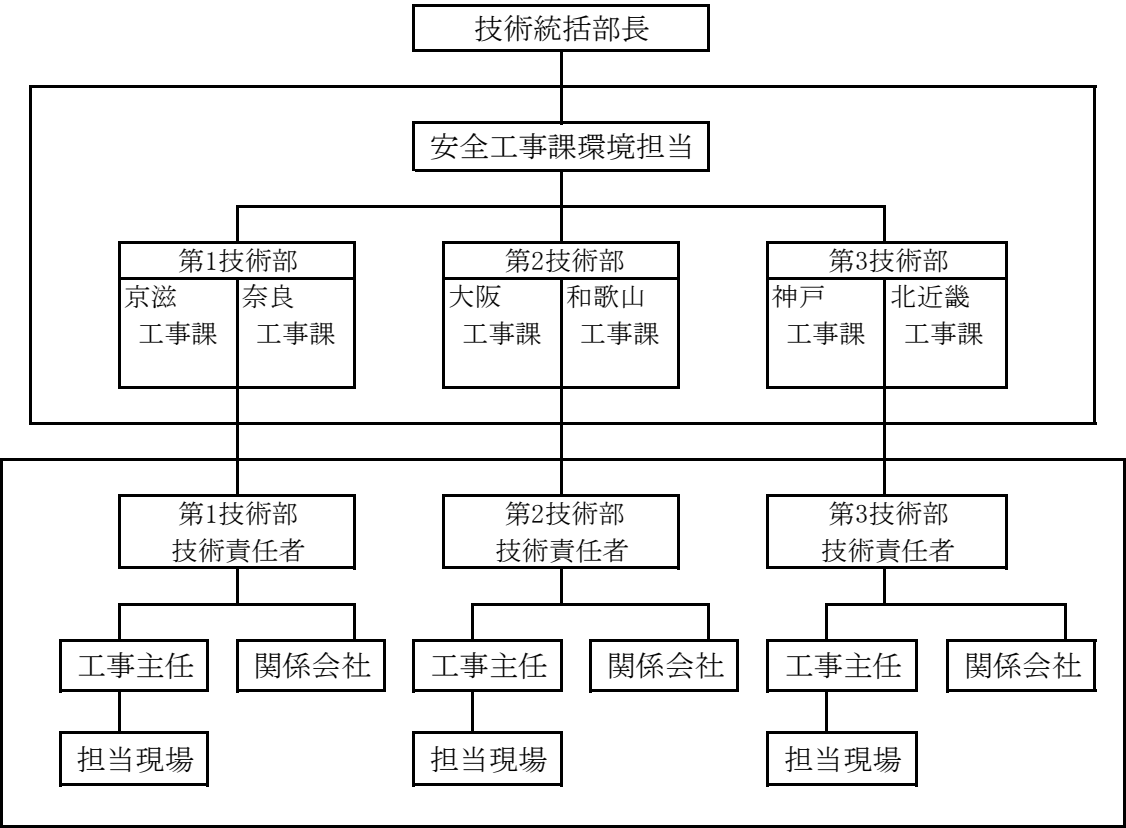 技術統括部長
安全工事課環境担当
第1技術部
京滋
工事課
奈良
工事課
第2技術部
大阪
工事課
和歌山
工事課
第3技術部
神戸
工事課
北近畿
工事課
第1技術部
技術責任者
第2技術部
技術責任者
第3技術部
技術責任者
工事主任
関係会社
工事主任
関係会社
工事主任
関係会社
担当現場
担当現場
担当現場